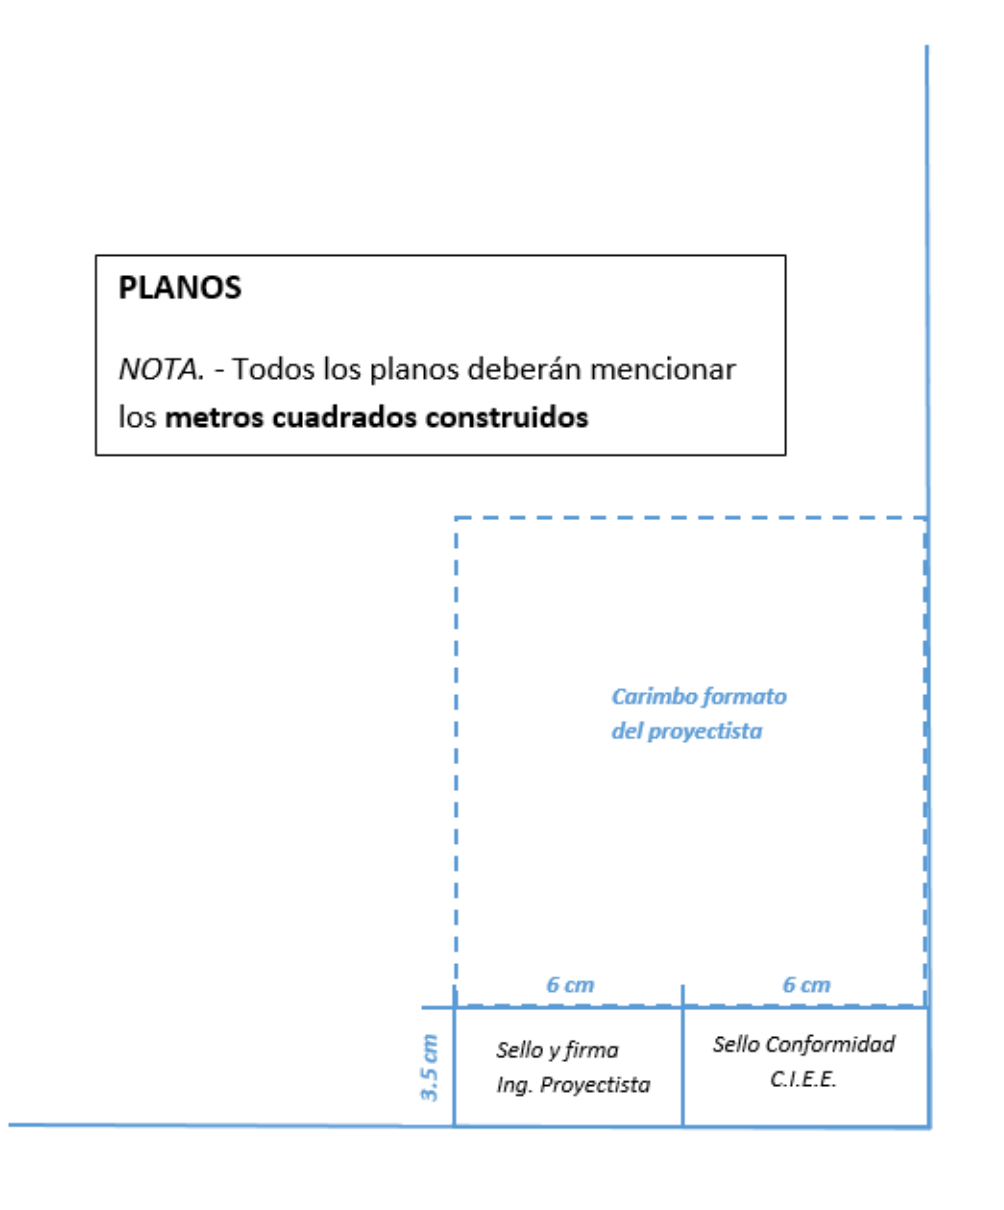 PLANOS
NOTA. - Todos los planos deberán mencionar
los metros cuadrados construidos
Carimbo formato
del proyectista
6 cm
6 cm
3.5 cm
Sello y firma
Ing. Proyectista
Sello Conformidad
C.I.E.E.